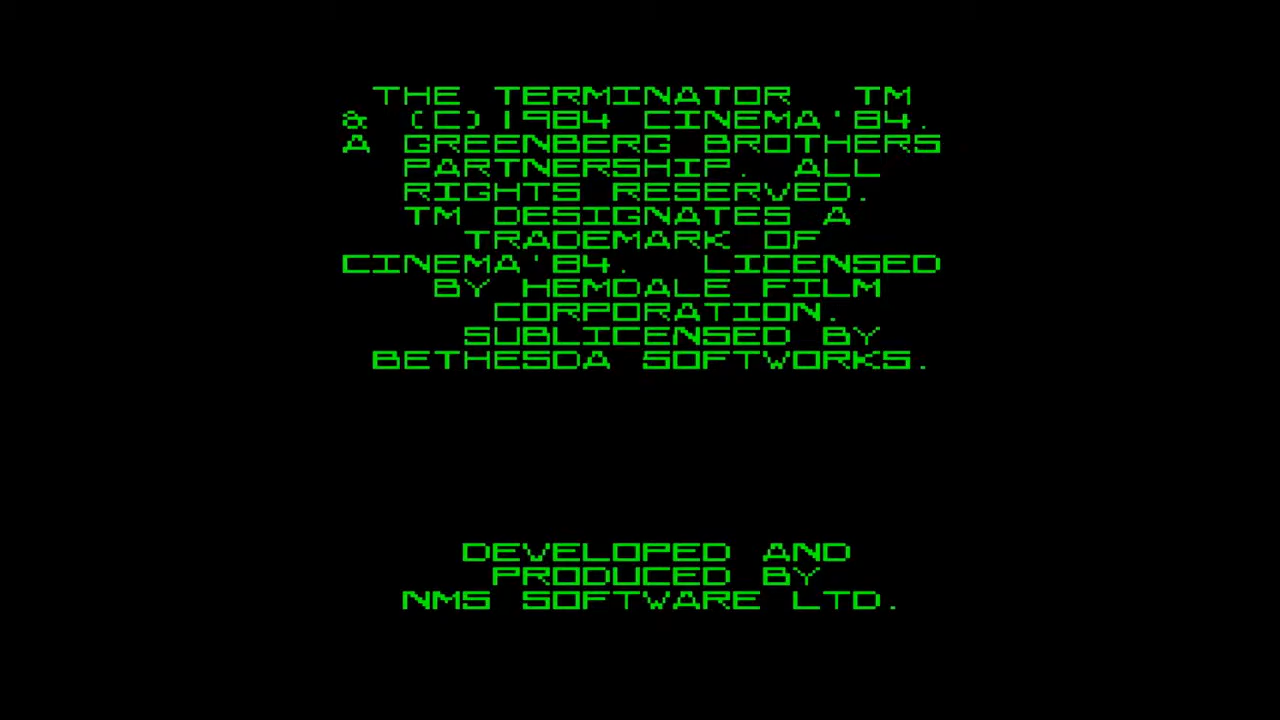 THE TERMINATOR TM
& (C)1984 CINEMA'84.
A GREENBERG BROTHERS
PARTNERSHIP. ALL
RIGHTS RESERVED.
TM DESIGNATES A
TRADEMARK OF
CINEMA'84. LICENSED
BY HEMDALE FILM
CORPORATION.
SUBLICENSED BY
BETHESDA SOFTWORKS.
DEVELOPED AND
PRODUCED BY
NMS SOFTWARE LTD.